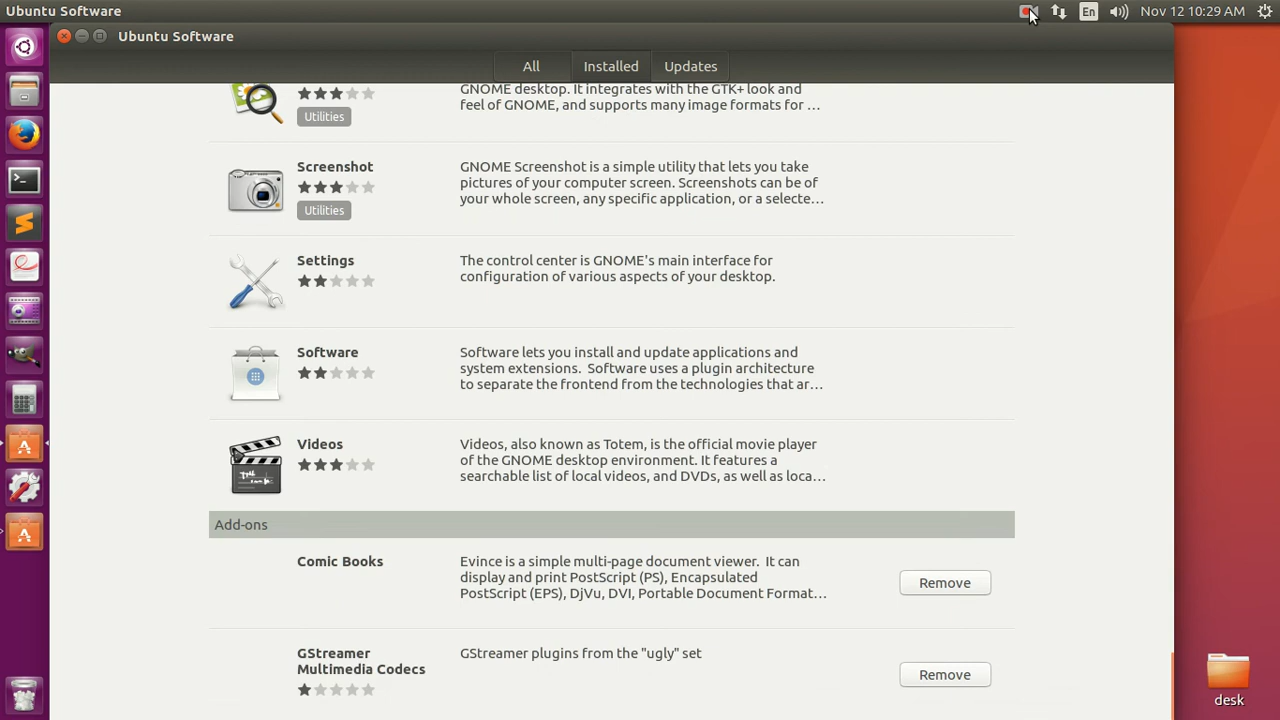 Ubuntu Software
En
Nov 12 10:29 AM
Ubuntu Software
All
Installed
Updates
GNOME desktop. It integrates with the GTK+ look and
feel of GNOME, and supports many image formats for ...
Utilities
Screenshot
GNOME Screenshot is a simple utility that lets you take
pictures of your computer screen. Screenshots can be of
your whole screen, any specific application, or a selecte...
Utilities
Settings
The control center is GNOME's main interface for
configuration of various aspects of your desktop.
Software
Software lets you install and update applications and
system extensions. Software uses a plugin architecture
to separate the frontend from the technologies that ar...
Videos
Videos, also known as Totem, is the official movie player
of the GNOME desktop environment. It features a
searchable list of local videos, and DVDs, as well as loca...
Add-ons
Comic Books
Evince is a simple multi-page document viewer. It can
display and print PostScript (PS), Encapsulated
PostScript (EPS), DjVu, DVI, Portable Document Format...
Remove
GStreamer
Multimedia Codecs
GStreamer plugins from the "ugly" set
Remove
desk